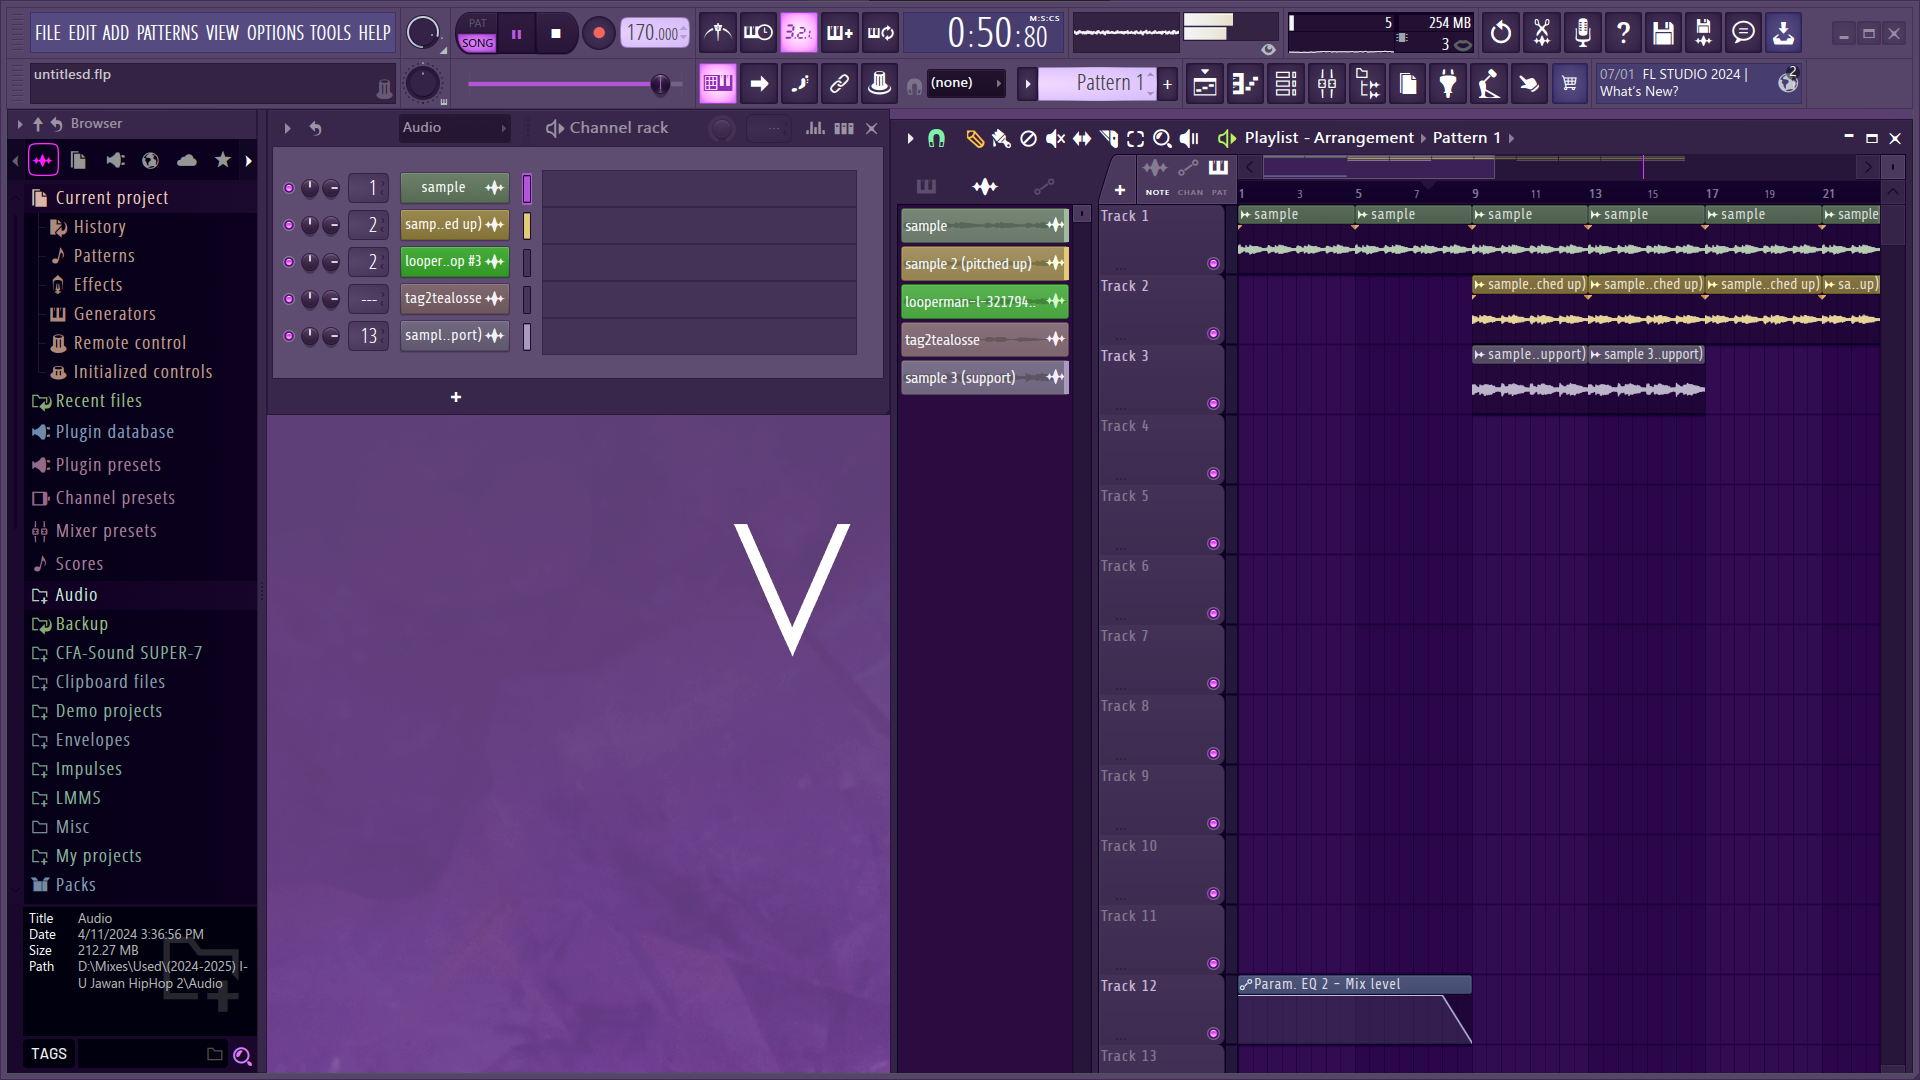 FILE EDIT ADD PATTERNS VIEW OPTIONS TOOLS HELP
PAT
SONG
170.000
3.2.1
0:50:80
M:S:CS
5
254 MB
3
untitlesd.flp
(none)
Pattern 1
07/01 FL STUDIO 2024 |
What's New?
2
Browser
Current project
History
Patterns
Effects
Generators
Remote control
Initialized controls
Recent files
Plugin database
Plugin presets
Channel presets
Mixer presets
Scores
Audio
Backup
CFA-Sound SUPER-7
Clipboard files
Demo projects
Envelopes
Impulses
LMMS
Misc
My projects
Packs
Title Audio
Date 4/11/2024 3:36:56 PM
Size 212.27 MB
Path D:\Mixes\Used\(2024-2025) I-
U Jawan HipHop 2\Audio
TAGS
Audio
Channel rack
1 sample
2 samp..ed up)
2 looper..op #3
--- tag2tealosse
13 sampl..port)
V
Playlist - Arrangement Pattern 1
NOTE CHAN PAT
1 3 5 7 9 11 13 15 17 19 21
sample
sample 2 (pitched up)
looperman-l-321794..
tag2tealosse
sample 3 (support)
Track 1
sample sample sample sample sample sample
Track 2
sample..ched up) sample..ched up) sample..ched up) sa..up)
Track 3
sample..upport) sample 3..upport)
Track 4
Track 5
Track 6
Track 7
Track 8
Track 9
Track 10
Track 11
Track 12
Param. EQ 2 - Mix level
Track 13